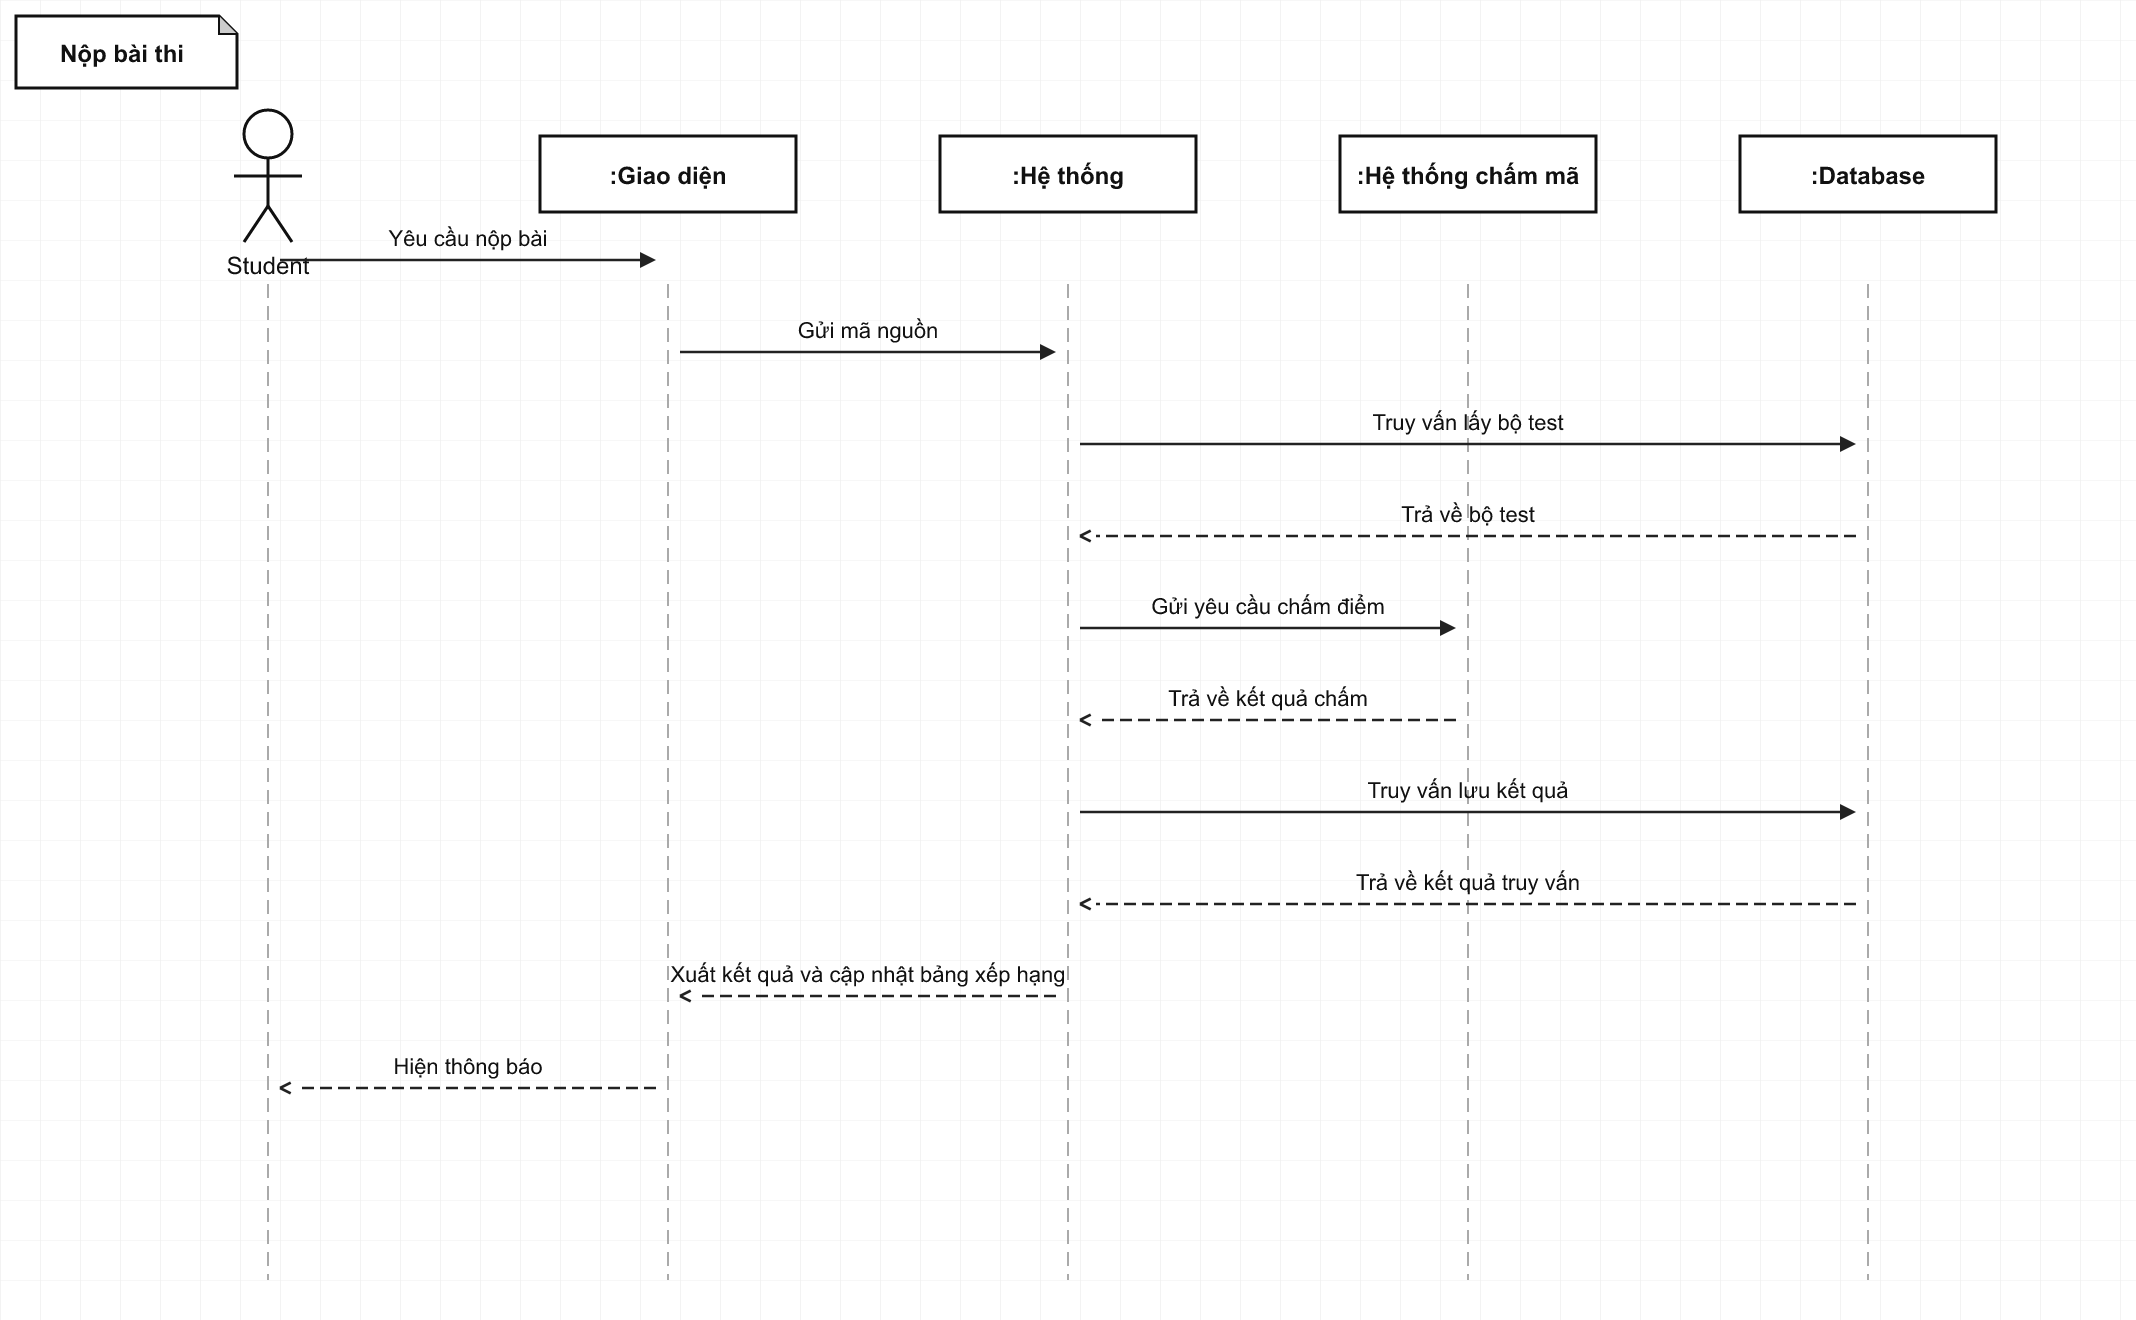 Nộp bài thi
:Giao diện
:Hệ thống
:Hệ thống chấm mã
:Database
Student
Yêu cầu nộp bài
Gửi mã nguồn
Truy vấn lấy bộ test
Trả về bộ test
Gửi yêu cầu chấm điểm
Trả về kết quả chấm
Truy vấn lưu kết quả
Trả về kết quả truy vấn
Xuất kết quả và cập nhật bảng xếp hạng
Hiện thông báo